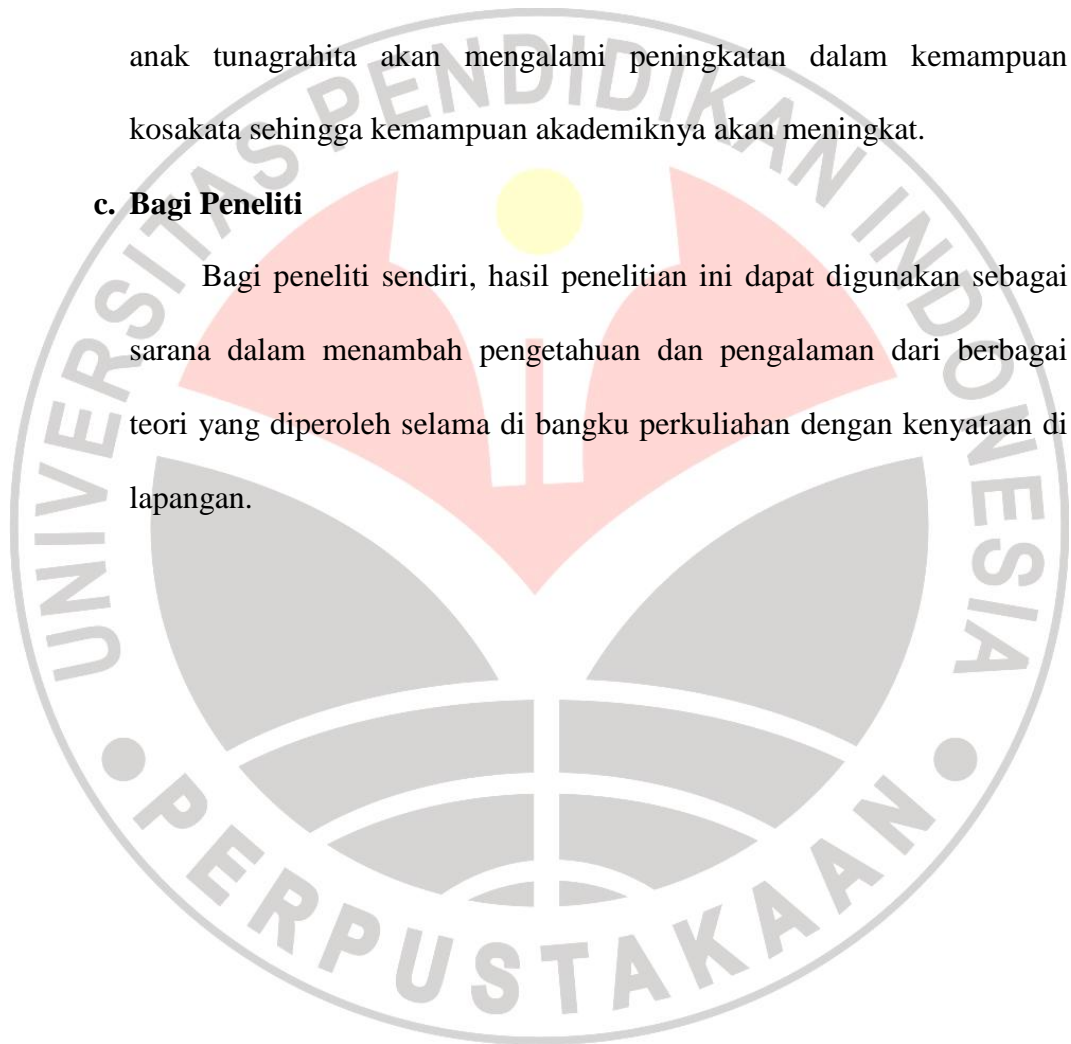 anak tunagrahita akan mengalami peningkatan dalam kemampuan
kosakata sehingga kemampuan akademiknya akan meningkat.
c. Bagi Peneliti
Bagi peneliti sendiri, hasil penelitian ini dapat digunakan sebagai
sarana dalam menambah pengetahuan dan pengalaman dari berbagai
teori yang diperoleh selama di bangku perkuliahan dengan kenyataan di
lapangan.
UNIVERSITAS PENDIDIKAN INDONESIA
PERPUSTAKAAN